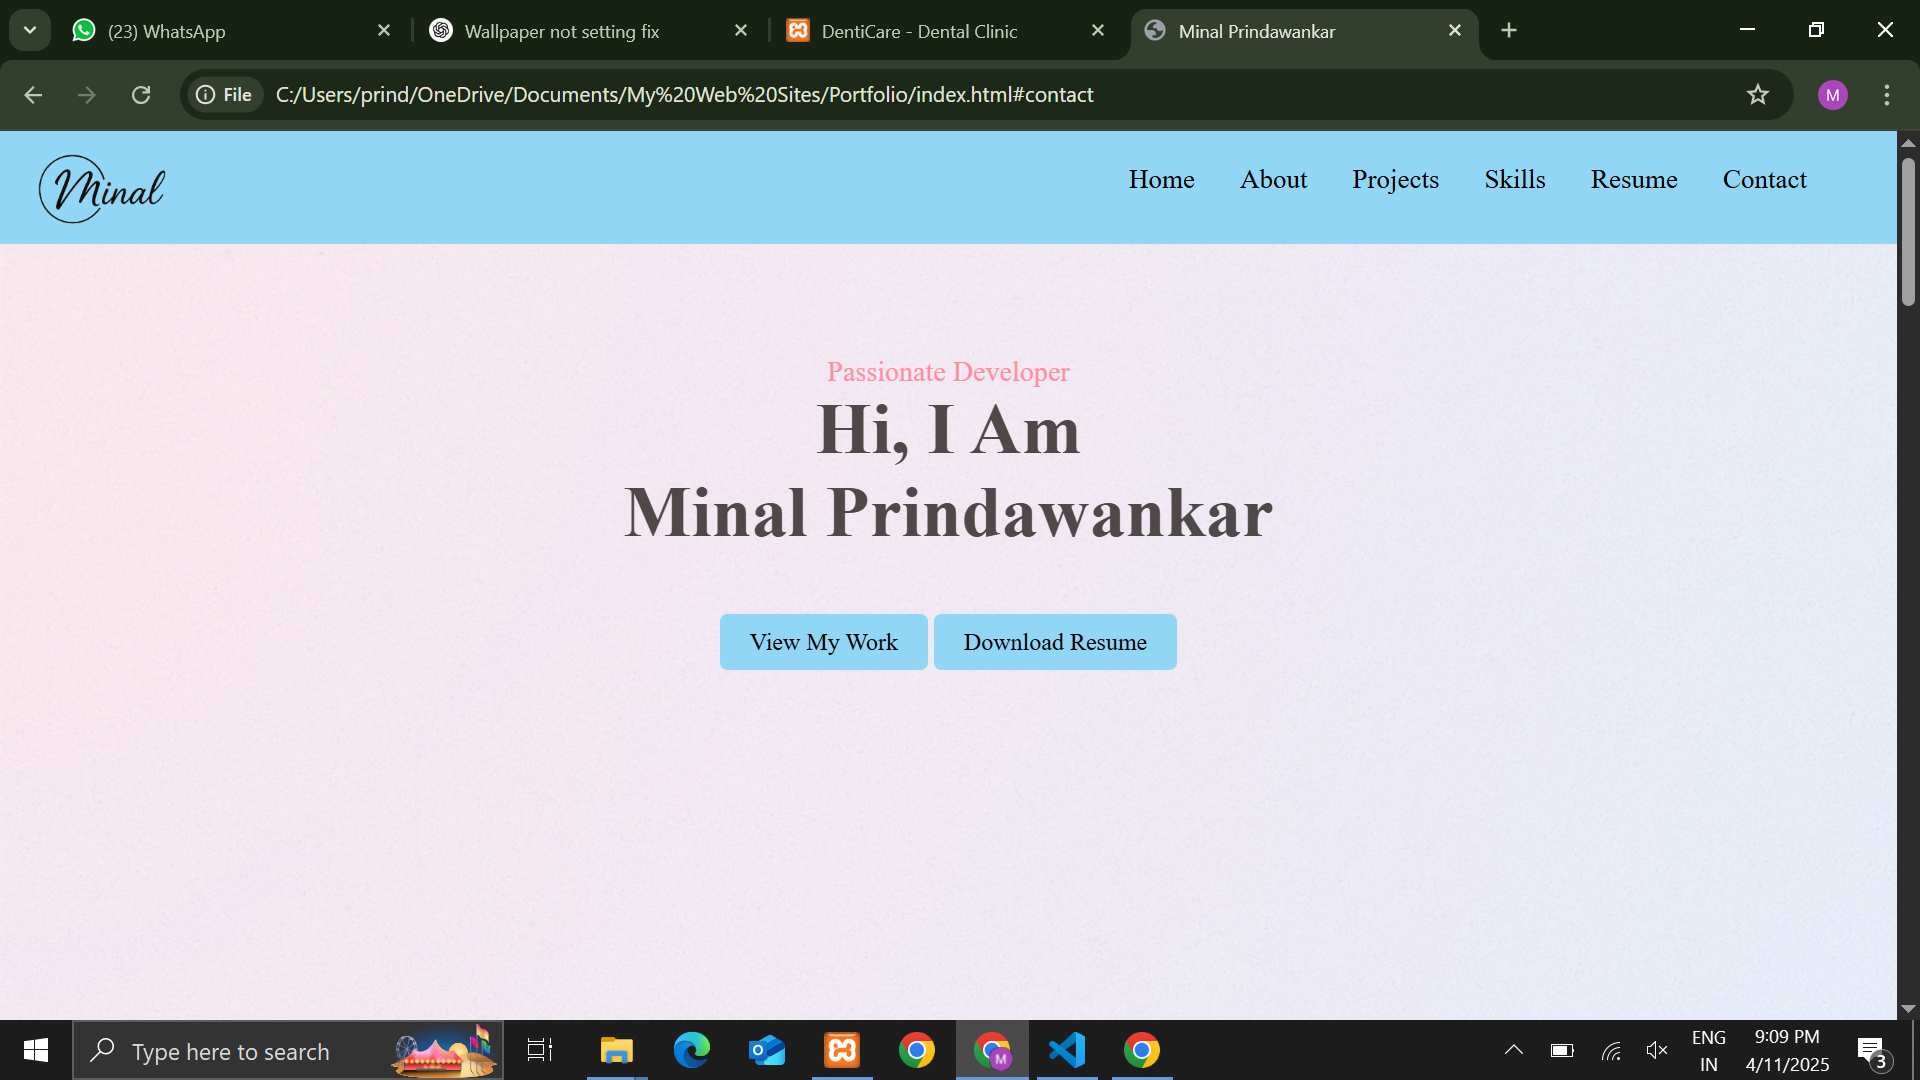 (23) WhatsApp
Wallpaper not setting fix
DentiCare - Dental Clinic
Minal Prindawankar
File
C:/Users/prind/OneDrive/Documents/My%20Web%20Sites/Portfolio/index.html#contact
M
Minal
Home
About
Projects
Skills
Resume
Contact
Passionate Developer
Hi, I Am
Minal Prindawankar
View My Work
Download Resume
Type here to search
M
ENG
IN
9:09 PM
4/11/2025
3